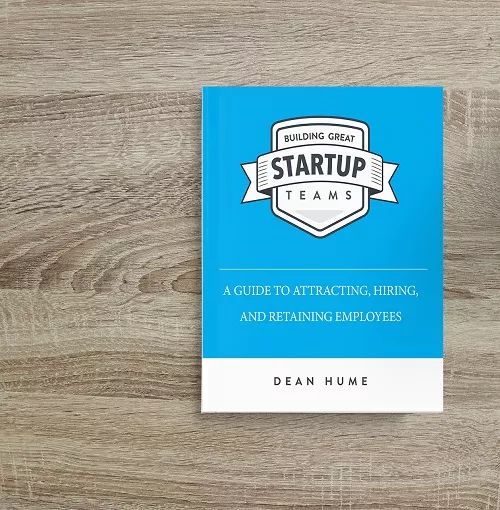 BUILDING GREAT
STARTUP
TEAMS
A GUIDE TO ATTRACTING, HIRING,
AND RETAINING EMPLOYEES
DEAN HUME